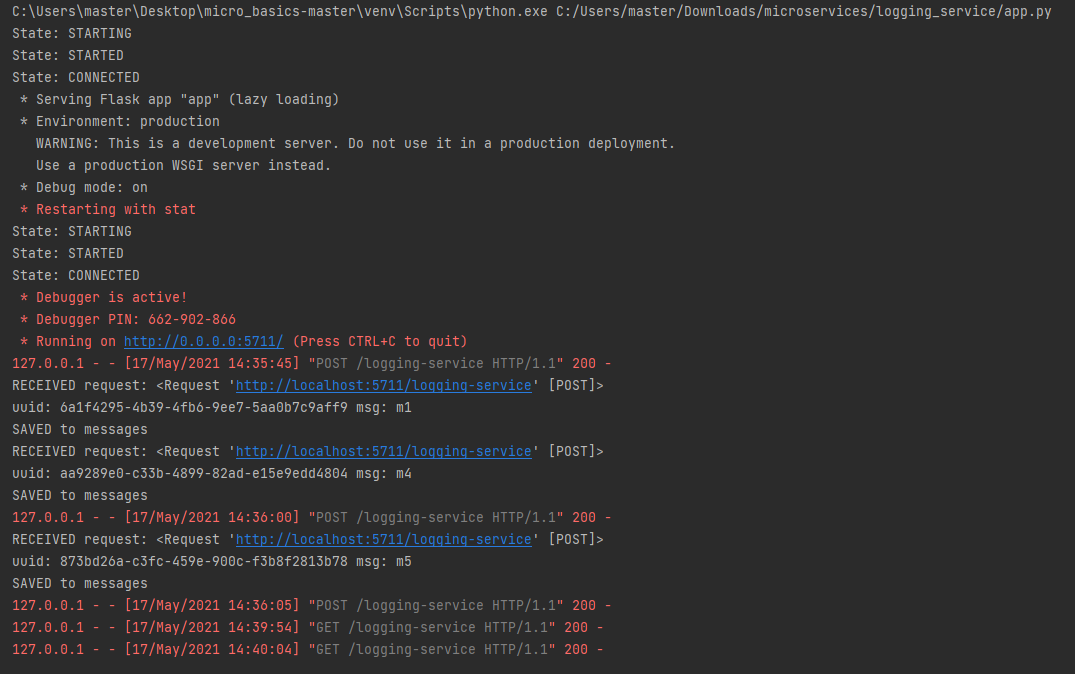 C:\Users\master\Desktop\micro_basics-master\venv\Scripts\python.exe C:/Users/master/Downloads/microservices/logging_service/app.py
State: STARTING
State: STARTED
State: CONNECTED
* Serving Flask app "app" (lazy loading)
* Environment: production
WARNING: This is a development server. Do not use it in a production deployment.
Use a production WSGI server instead.
* Debug mode: on
* Restarting with stat
State: STARTING
State: STARTED
State: CONNECTED
* Debugger is active!
* Debugger PIN: 662-902-866
* Running on http://0.0.0.0:5711/ (Press CTRL+C to quit)
127.0.0.1 - - [17/May/2021 14:35:45] "POST /logging-service HTTP/1.1" 200 -
RECEIVED request: <Request 'http://localhost:5711/logging-service' [POST]>
uuid: 6a1f4295-4b39-4fb6-9ee7-5aa0b7c9aff9 msg: m1
SAVED to messages
RECEIVED request: <Request 'http://localhost:5711/logging-service' [POST]>
uuid: aa9289e0-c33b-4899-82ad-e15e9edd4804 msg: m4
SAVED to messages
127.0.0.1 - - [17/May/2021 14:36:00] "POST /logging-service HTTP/1.1" 200 -
RECEIVED request: <Request 'http://localhost:5711/logging-service' [POST]>
uuid: 873bd26a-c3fc-459e-900c-f3b8f2813b78 msg: m5
SAVED to messages
127.0.0.1 - - [17/May/2021 14:36:05] "POST /logging-service HTTP/1.1" 200 -
127.0.0.1 - - [17/May/2021 14:39:54] "GET /logging-service HTTP/1.1" 200 -
127.0.0.1 - - [17/May/2021 14:40:04] "GET /logging-service HTTP/1.1" 200 -